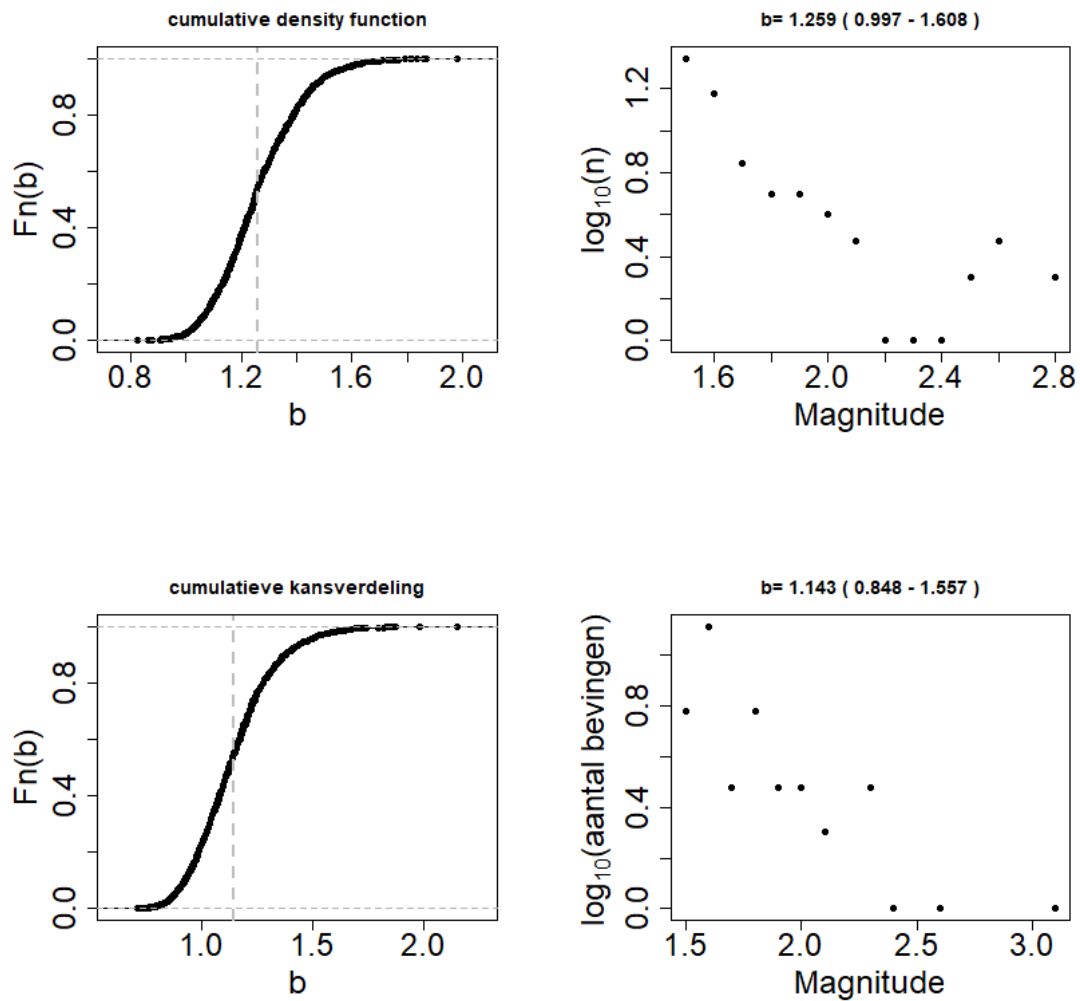 cumulative density function
Fn(b)
0.0
0.4
0.8
0.8
1.2
1.6
2.0
b
b= 1.259 ( 0.997 - 1.608 )
log₁₀(n)
0.0
0.4
0.8
1.2
1.6
2.0
2.4
2.8
Magnitude
cumulatieve kansverdeling
Fn(b)
0.0
0.4
0.8
1.0
1.5
2.0
b
b= 1.143 ( 0.848 - 1.557 )
log₁₀(aantal bevingen)
0.0
0.4
0.8
1.5
2.0
2.5
3.0
Magnitude